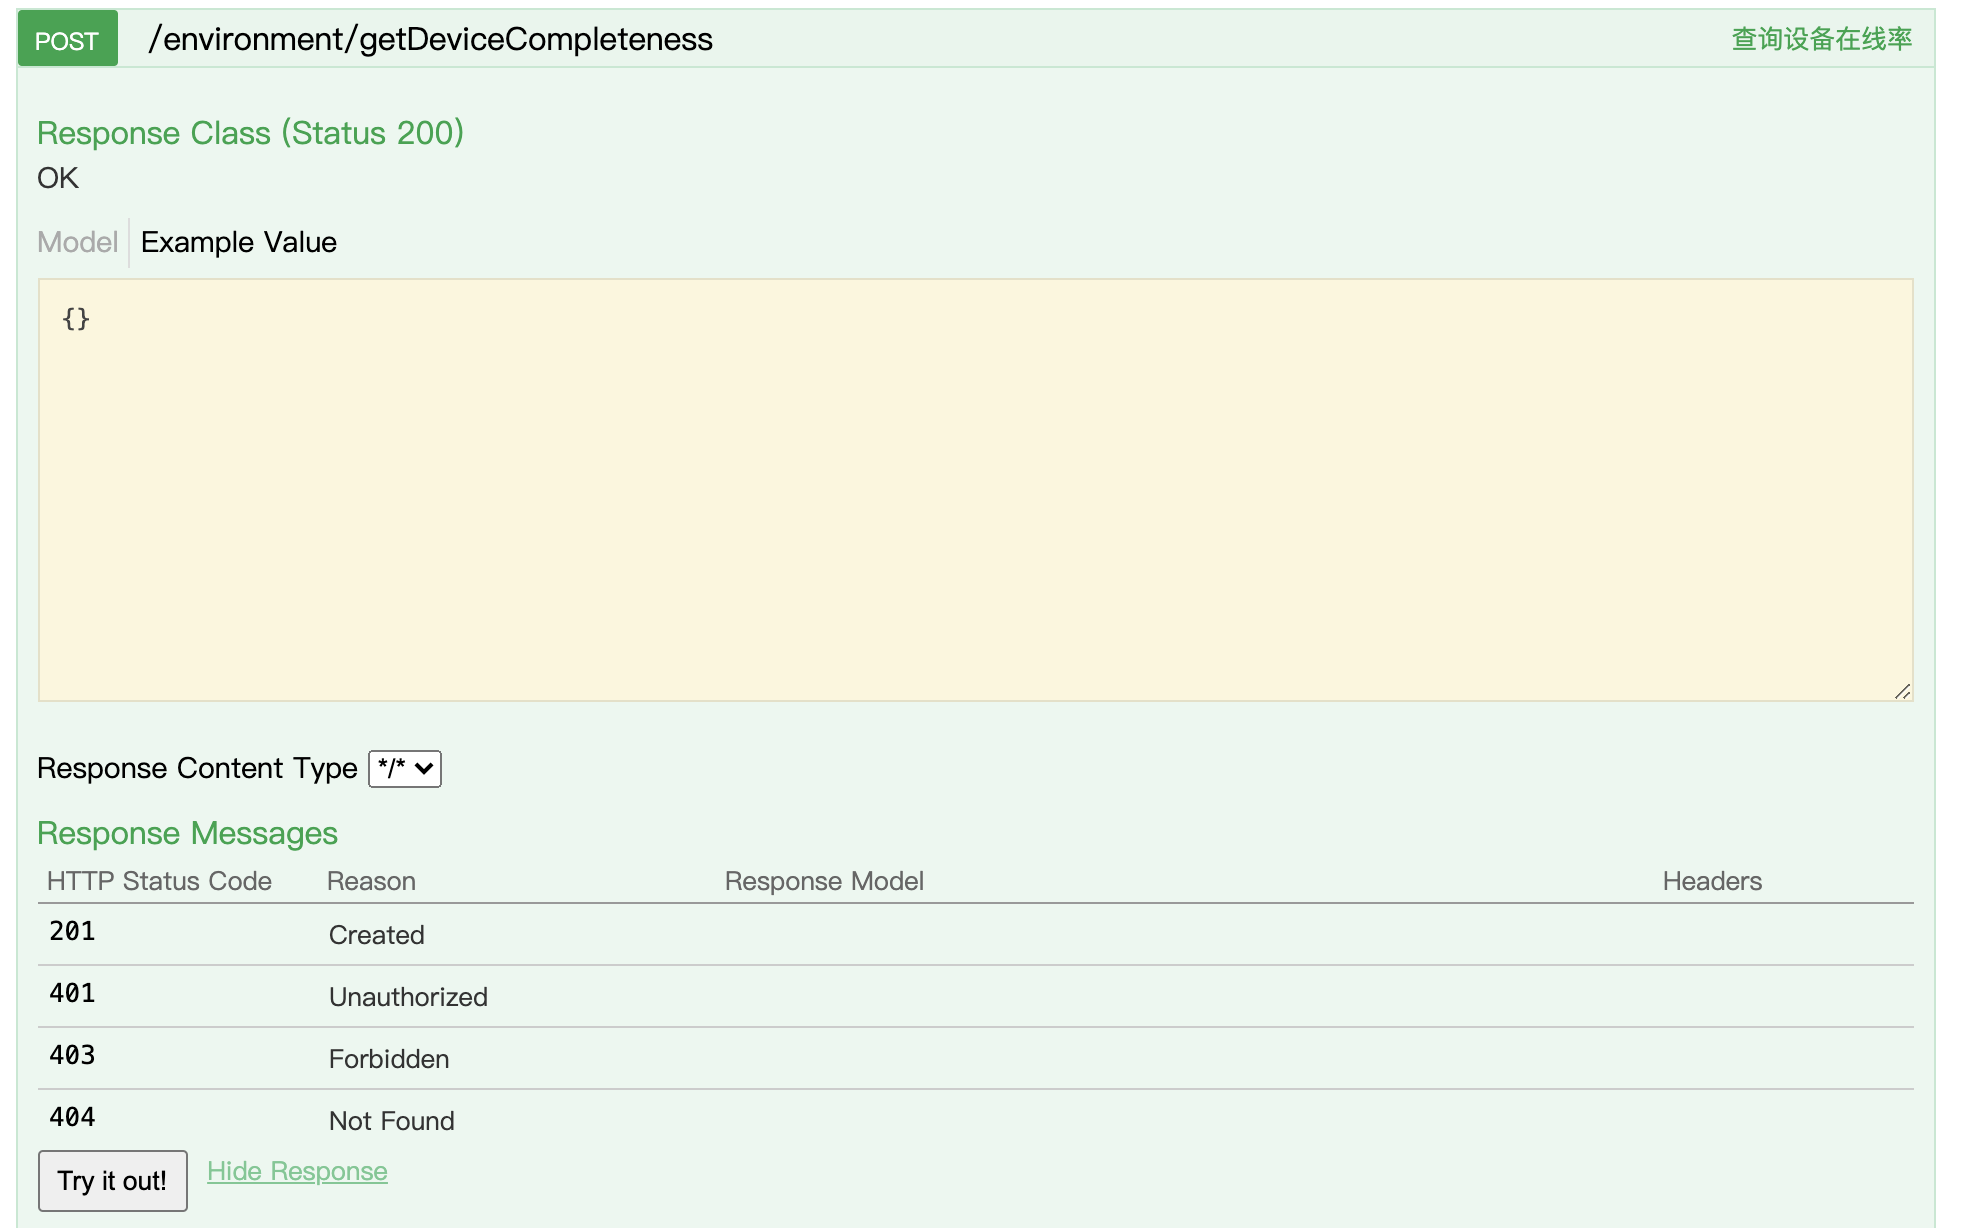 POST /environment/getDeviceCompleteness 查询设备在线率
Response Class (Status 200)
OK
Model Example Value
{}
Response Content Type */*
Response Messages
HTTP Status Code Reason Response Model Headers
201 Created
401 Unauthorized
403 Forbidden
404 Not Found
Try it out! Hide Response